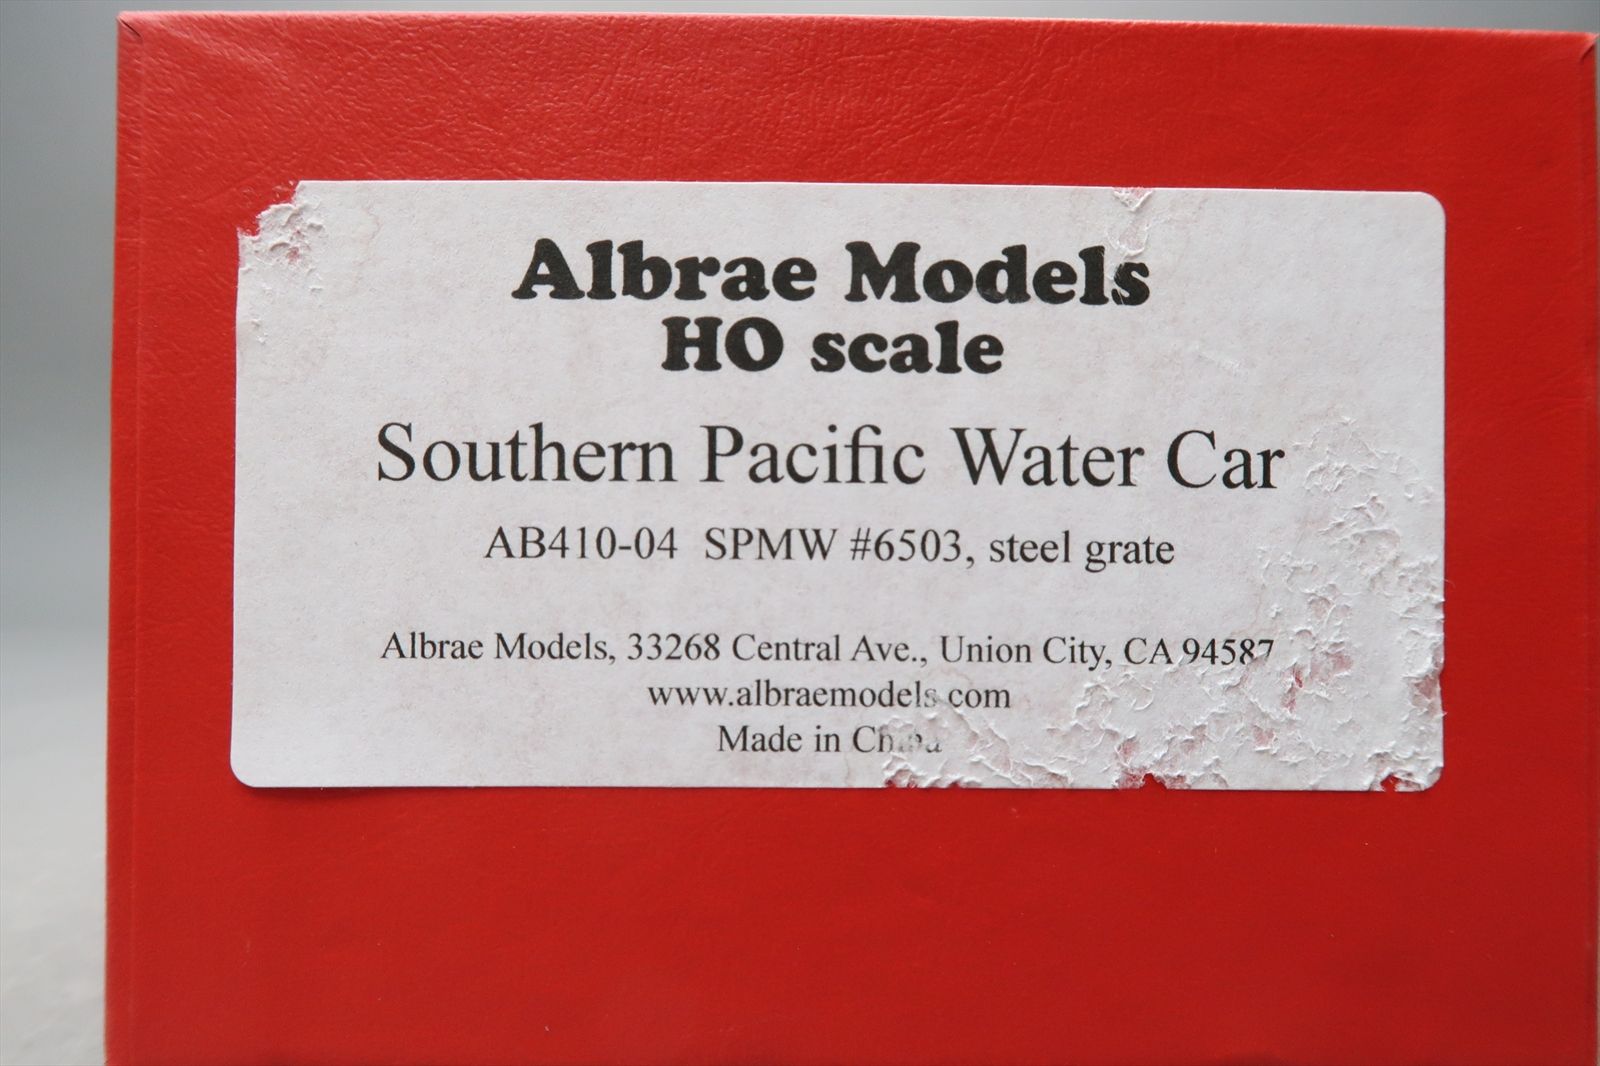 Albrae Models
HO scale
Southern Pacific Water Car
AB410-04 SPMW #6503, steel grate
Albrae Models, 33268 Central Ave., Union City, CA 94587
www.albraemodels.com
Made in China